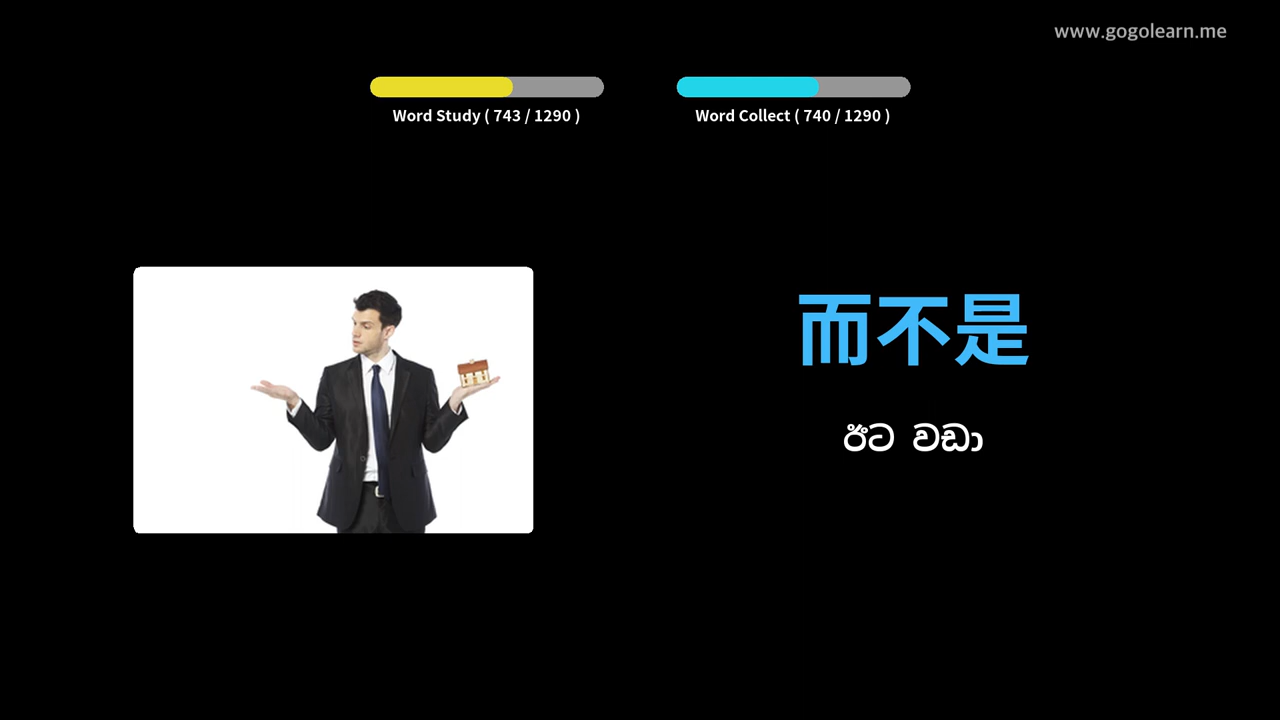 www.gogolearn.me
Word Study ( 743 / 1290 )
Word Collect ( 740 / 1290 )
而不是
ඊට වඩා